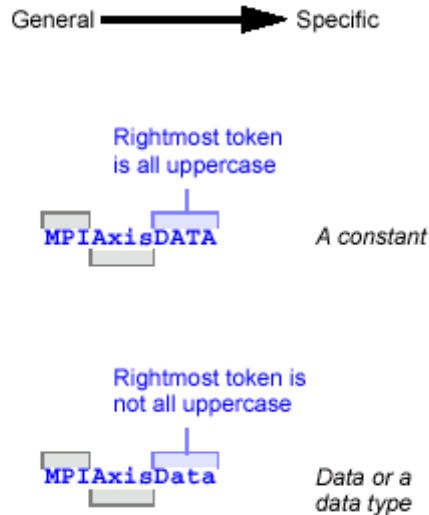 General Specific
Rightmost token
is all uppercase
MPIAxisDATA A constant
Rightmost token is
not all uppercase
MPIAxisData Data or a
data type